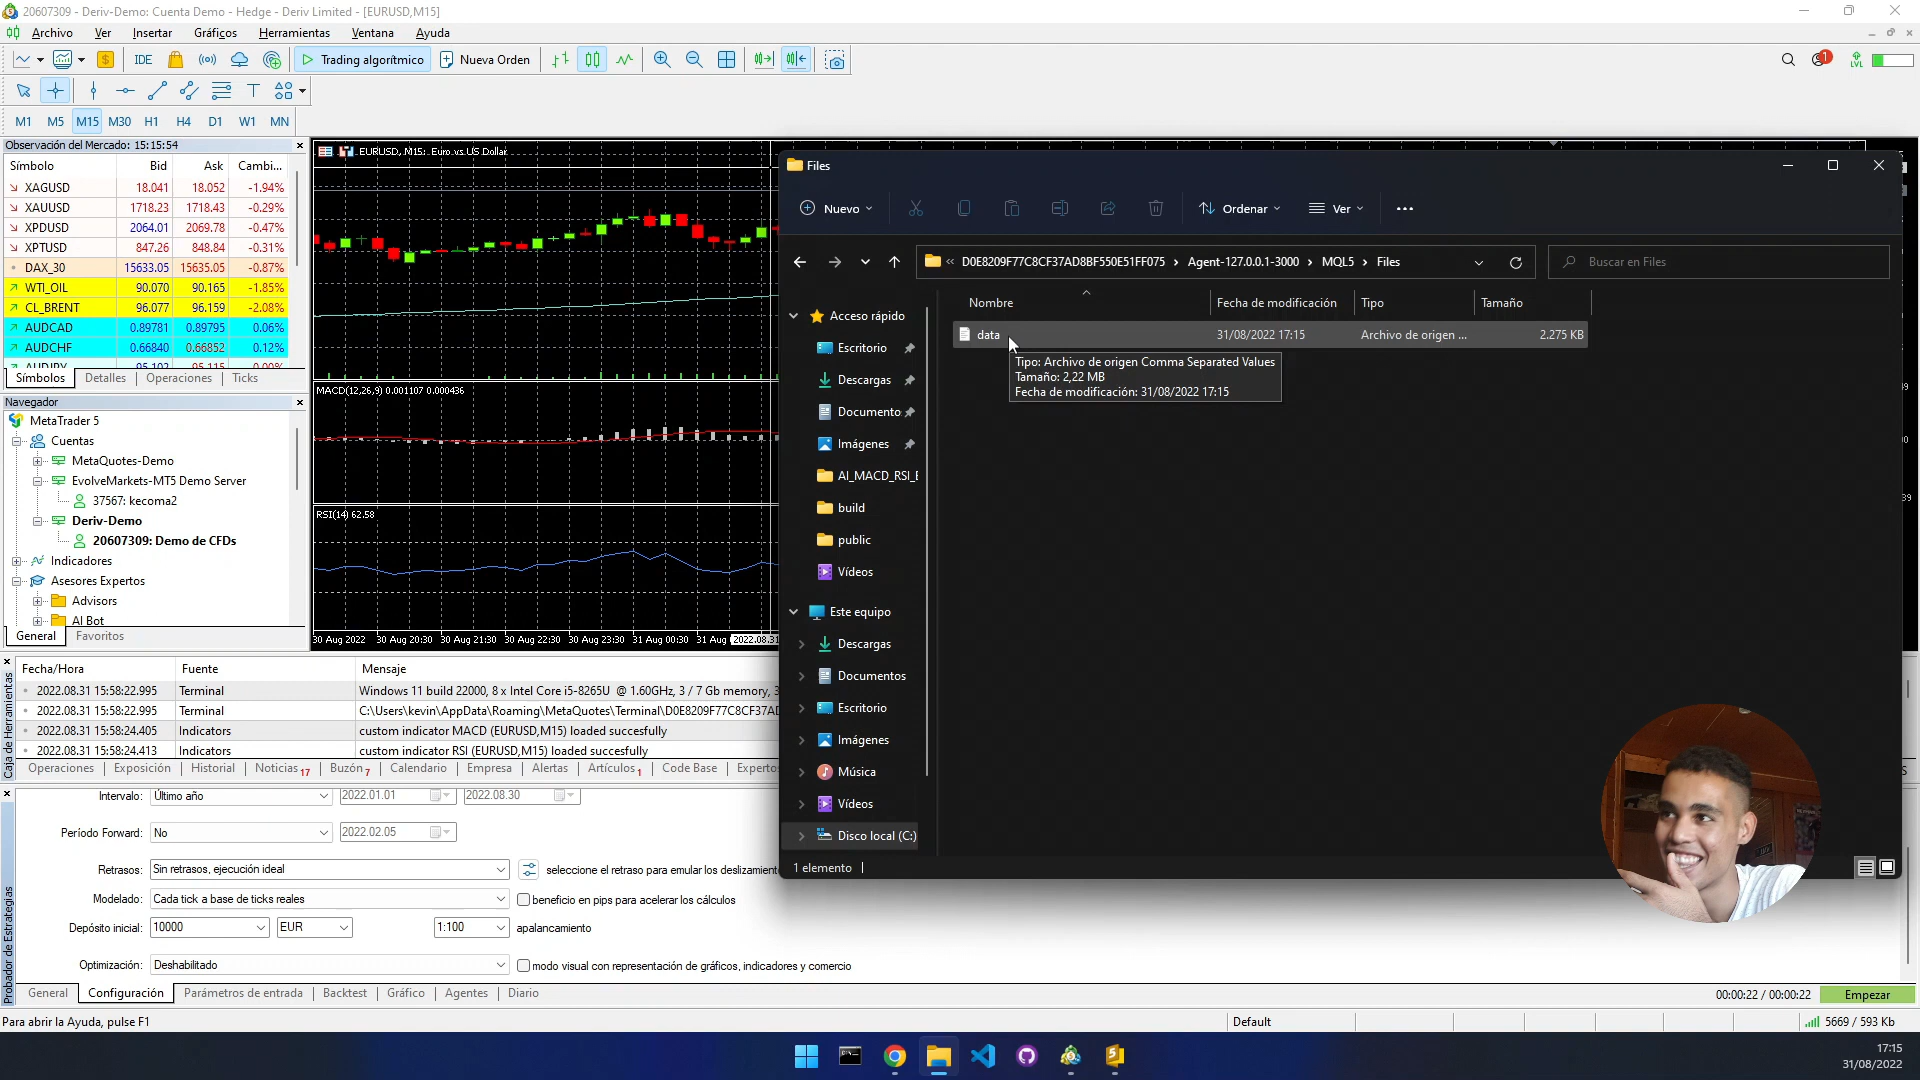 20607309 - Deriv-Demo: Cuenta Demo - Hedge - Deriv Limited - [EURUSD,M15]
Archivo Ver Insertar Gráficos Herramientas Ventana Ayuda
IDE Trading algorítmico Nueva Orden 1 LVL
M1 M5 M15 M30 H1 H4 D1 W1 MN
Observación del Mercado: 15:15:54
Símbolo Bid Ask Cambi...
XAGUSD 18.041 18.052 -1.94%
XAUUSD 1718.23 1718.43 -0.29%
XPDUSD 2064.01 2069.78 -0.47%
XPTUSD 847.26 848.84 -0.31%
DAX_30 15633.05 15635.05 -0.87%
WTI_OIL 90.070 90.165 -1.85%
CL_BRENT 96.077 96.159 -2.08%
AUDCAD 0.89781 0.89795 0.06%
AUDCHF 0.66840 0.66852 0.12%
Símbolos Detalles Operaciones Ticks
Navegador
MetaTrader 5
Cuentas
MetaQuotes-Demo
EvolveMarkets-MT5 Demo Server
37567: kecoma2
Deriv-Demo
20607309: Demo de CFDs
Indicadores
Asesores Expertos
Advisors
AI Bot
General Favoritos
EURUSD, M15: Euro vs US Dollar
MACD(12,26,9) 0.001107 0.000436
RSI(14) 62.58
30 Aug 2022 30 Aug 20:30 30 Aug 21:30 30 Aug 22:30 30 Aug 23:30 31 Aug 00:30 31 Aug 2022.08.31
Files
Nuevo Ordenar Ver
« D0E8209F77C8CF37AD8BF550E51FF075 › Agent-127.0.0.1-3000 › MQL5 › Files
Buscar en Files
Nombre Fecha de modificación Tipo Tamaño
data 31/08/2022 17:15 Archivo de origen ... 2.275 KB
Tipo: Archivo de origen Comma Separated Values
Tamaño: 2,22 MB
Fecha de modificación: 31/08/2022 17:15
Acceso rápido
Escritorio
Descargas
Documento
Imágenes
AI_MACD_RSI_E
build
public
Vídeos
Este equipo
Descargas
Documentos
Escritorio
Imágenes
Música
Vídeos
Disco local (C:)
1 elemento
Caja de Herramientas
Fecha/Hora Fuente Mensaje
2022.08.31 15:58:22.995 Terminal Windows 11 build 22000, 8 x Intel Core i5-8265U @ 1.60GHz, 3 / 7 Gb memory, 3
2022.08.31 15:58:22.995 Terminal C:\Users\kevin\AppData\Roaming\MetaQuotes\Terminal\D0E8209F77C8CF37AD
2022.08.31 15:58:24.405 Indicators custom indicator MACD (EURUSD,M15) loaded succesfully
2022.08.31 15:58:24.413 Indicators custom indicator RSI (EURUSD,M15) loaded succesfully
Operaciones Exposición Historial Noticias 17 Buzón 7 Calendario Empresa Alertas Artículos 1 Code Base Experto
Probador de Estrategias
Intervalo: Último año 2022.01.01 2022.08.30
Período Forward: No 2022.02.05
Retrasos: Sin retrasos, ejecución ideal seleccione el retraso para emular los deslizamiento
Modelado: Cada tick a base de ticks reales beneficio en pips para acelerar los cálculos
Depósito inicial: 10000 EUR 1:100 apalancamiento
Optimización: Deshabilitado modo visual con representación de gráficos, indicadores y comercio
General Configuración Parámetros de entrada Backtest Gráfico Agentes Diario
00:00:22 / 00:00:22 Empezar
Para abrir la Ayuda, pulse F1 Default 5669 / 593 Kb
17:15
31/08/2022